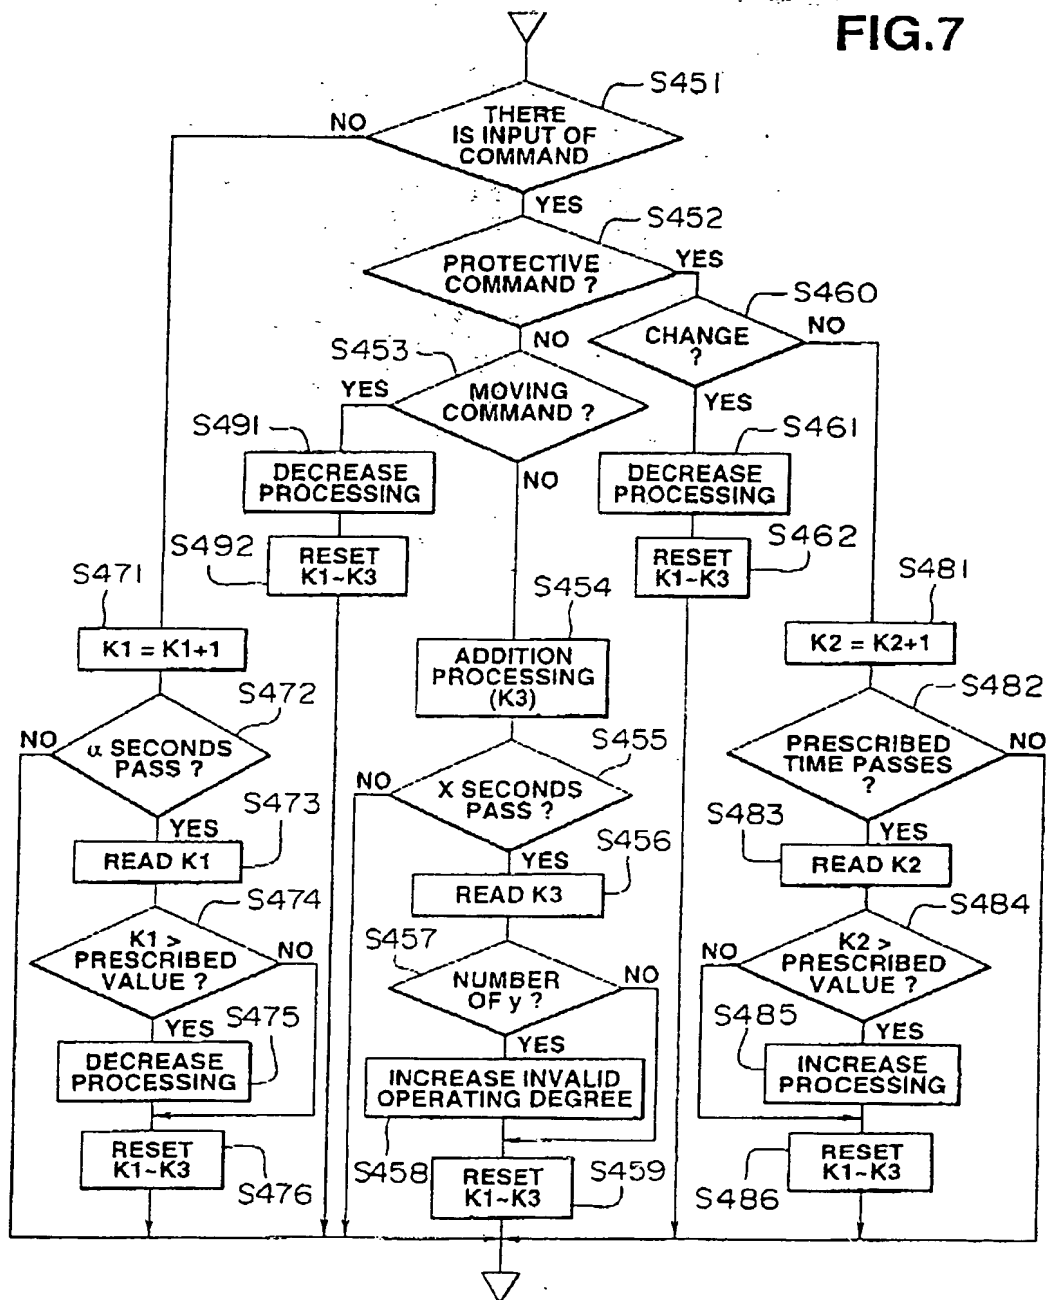 FIG.7
S451
THERE
IS INPUT OF
COMMAND
NO
YES
S452
PROTECTIVE
COMMAND ?
YES
NO
S460
CHANGE
?
NO
YES
S453
MOVING
COMMAND ?
YES
NO
S491
DECREASE
PROCESSING
S461
DECREASE
PROCESSING
S492
RESET
K1~K3
S462
RESET
K1~K3
S471
K1 = K1+1
S454
ADDITION
PROCESSING
(K3)
S481
K2 = K2+1
S472
α SECONDS
PASS ?
NO
YES
S455
X SECONDS
PASS ?
NO
YES
S482
PRESCRIBED
TIME PASSES
?
NO
YES
S473
READ K1
S456
READ K3
S483
READ K2
S474
K1 >
PRESCRIBED
VALUE ?
NO
YES
S457
NUMBER
OF y ?
NO
YES
S484
K2 >
PRESCRIBED
VALUE ?
NO
YES
S475
DECREASE
PROCESSING
INCREASE INVALID
OPERATING DEGREE
S458
S485
INCREASE
PROCESSING
RESET
K1~K3
S476
RESET
K1~K3
S459
RESET
K1~K3
S486